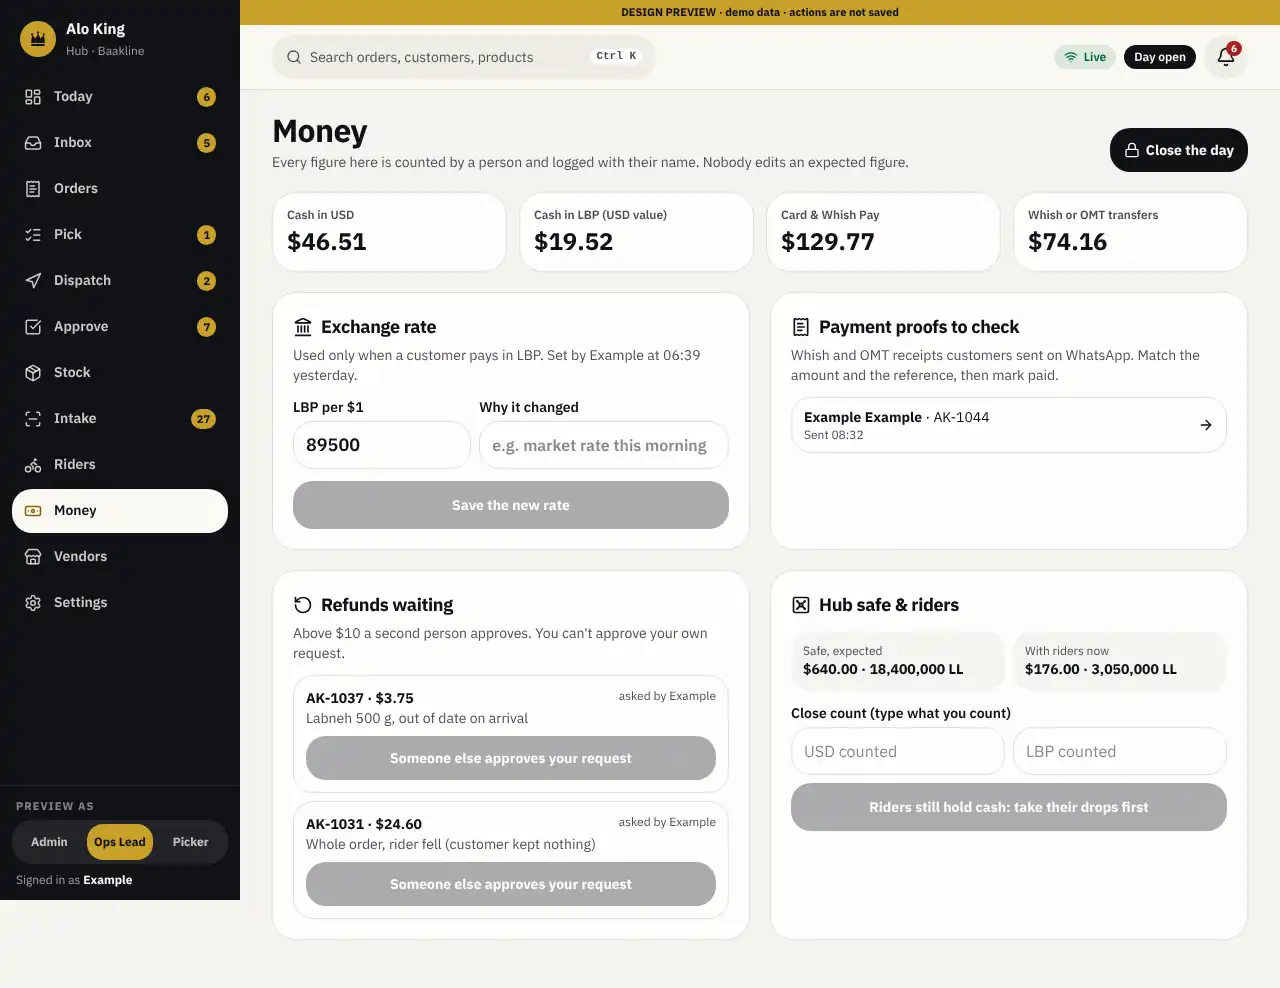 DESIGN PREVIEW · demo data · actions are not saved
Alo King
Hub · Baakline
Today 6
Inbox 5
Orders
Pick 1
Dispatch 2
Approve 7
Stock
Intake 27
Riders
Money
Vendors
Settings
PREVIEW AS
Admin Ops Lead Picker
Signed in as Example
Search orders, customers, products Ctrl K
Live Day open 6
Money
Every figure here is counted by a person and logged with their name. Nobody edits an expected figure.
Close the day
Cash in USD
$46.51
Cash in LBP (USD value)
$19.52
Card & Whish Pay
$129.77
Whish or OMT transfers
$74.16
Exchange rate
Used only when a customer pays in LBP. Set by Example at 06:39
yesterday.
LBP per $1 Why it changed
89500 e.g. market rate this morning
Save the new rate
Payment proofs to check
Whish and OMT receipts customers sent on WhatsApp. Match the
amount and the reference, then mark paid.
Example Example · AK-1044
Sent 08:32
Refunds waiting
Above $10 a second person approves. You can't approve your own
request.
AK-1037 · $3.75 asked by Example
Labneh 500 g, out of date on arrival
Someone else approves your request
AK-1031 · $24.60 asked by Example
Whole order, rider fell (customer kept nothing)
Someone else approves your request
Hub safe & riders
Safe, expected
$640.00 · 18,400,000 LL
With riders now
$176.00 · 3,050,000 LL
Close count (type what you count)
USD counted LBP counted
Riders still hold cash: take their drops first